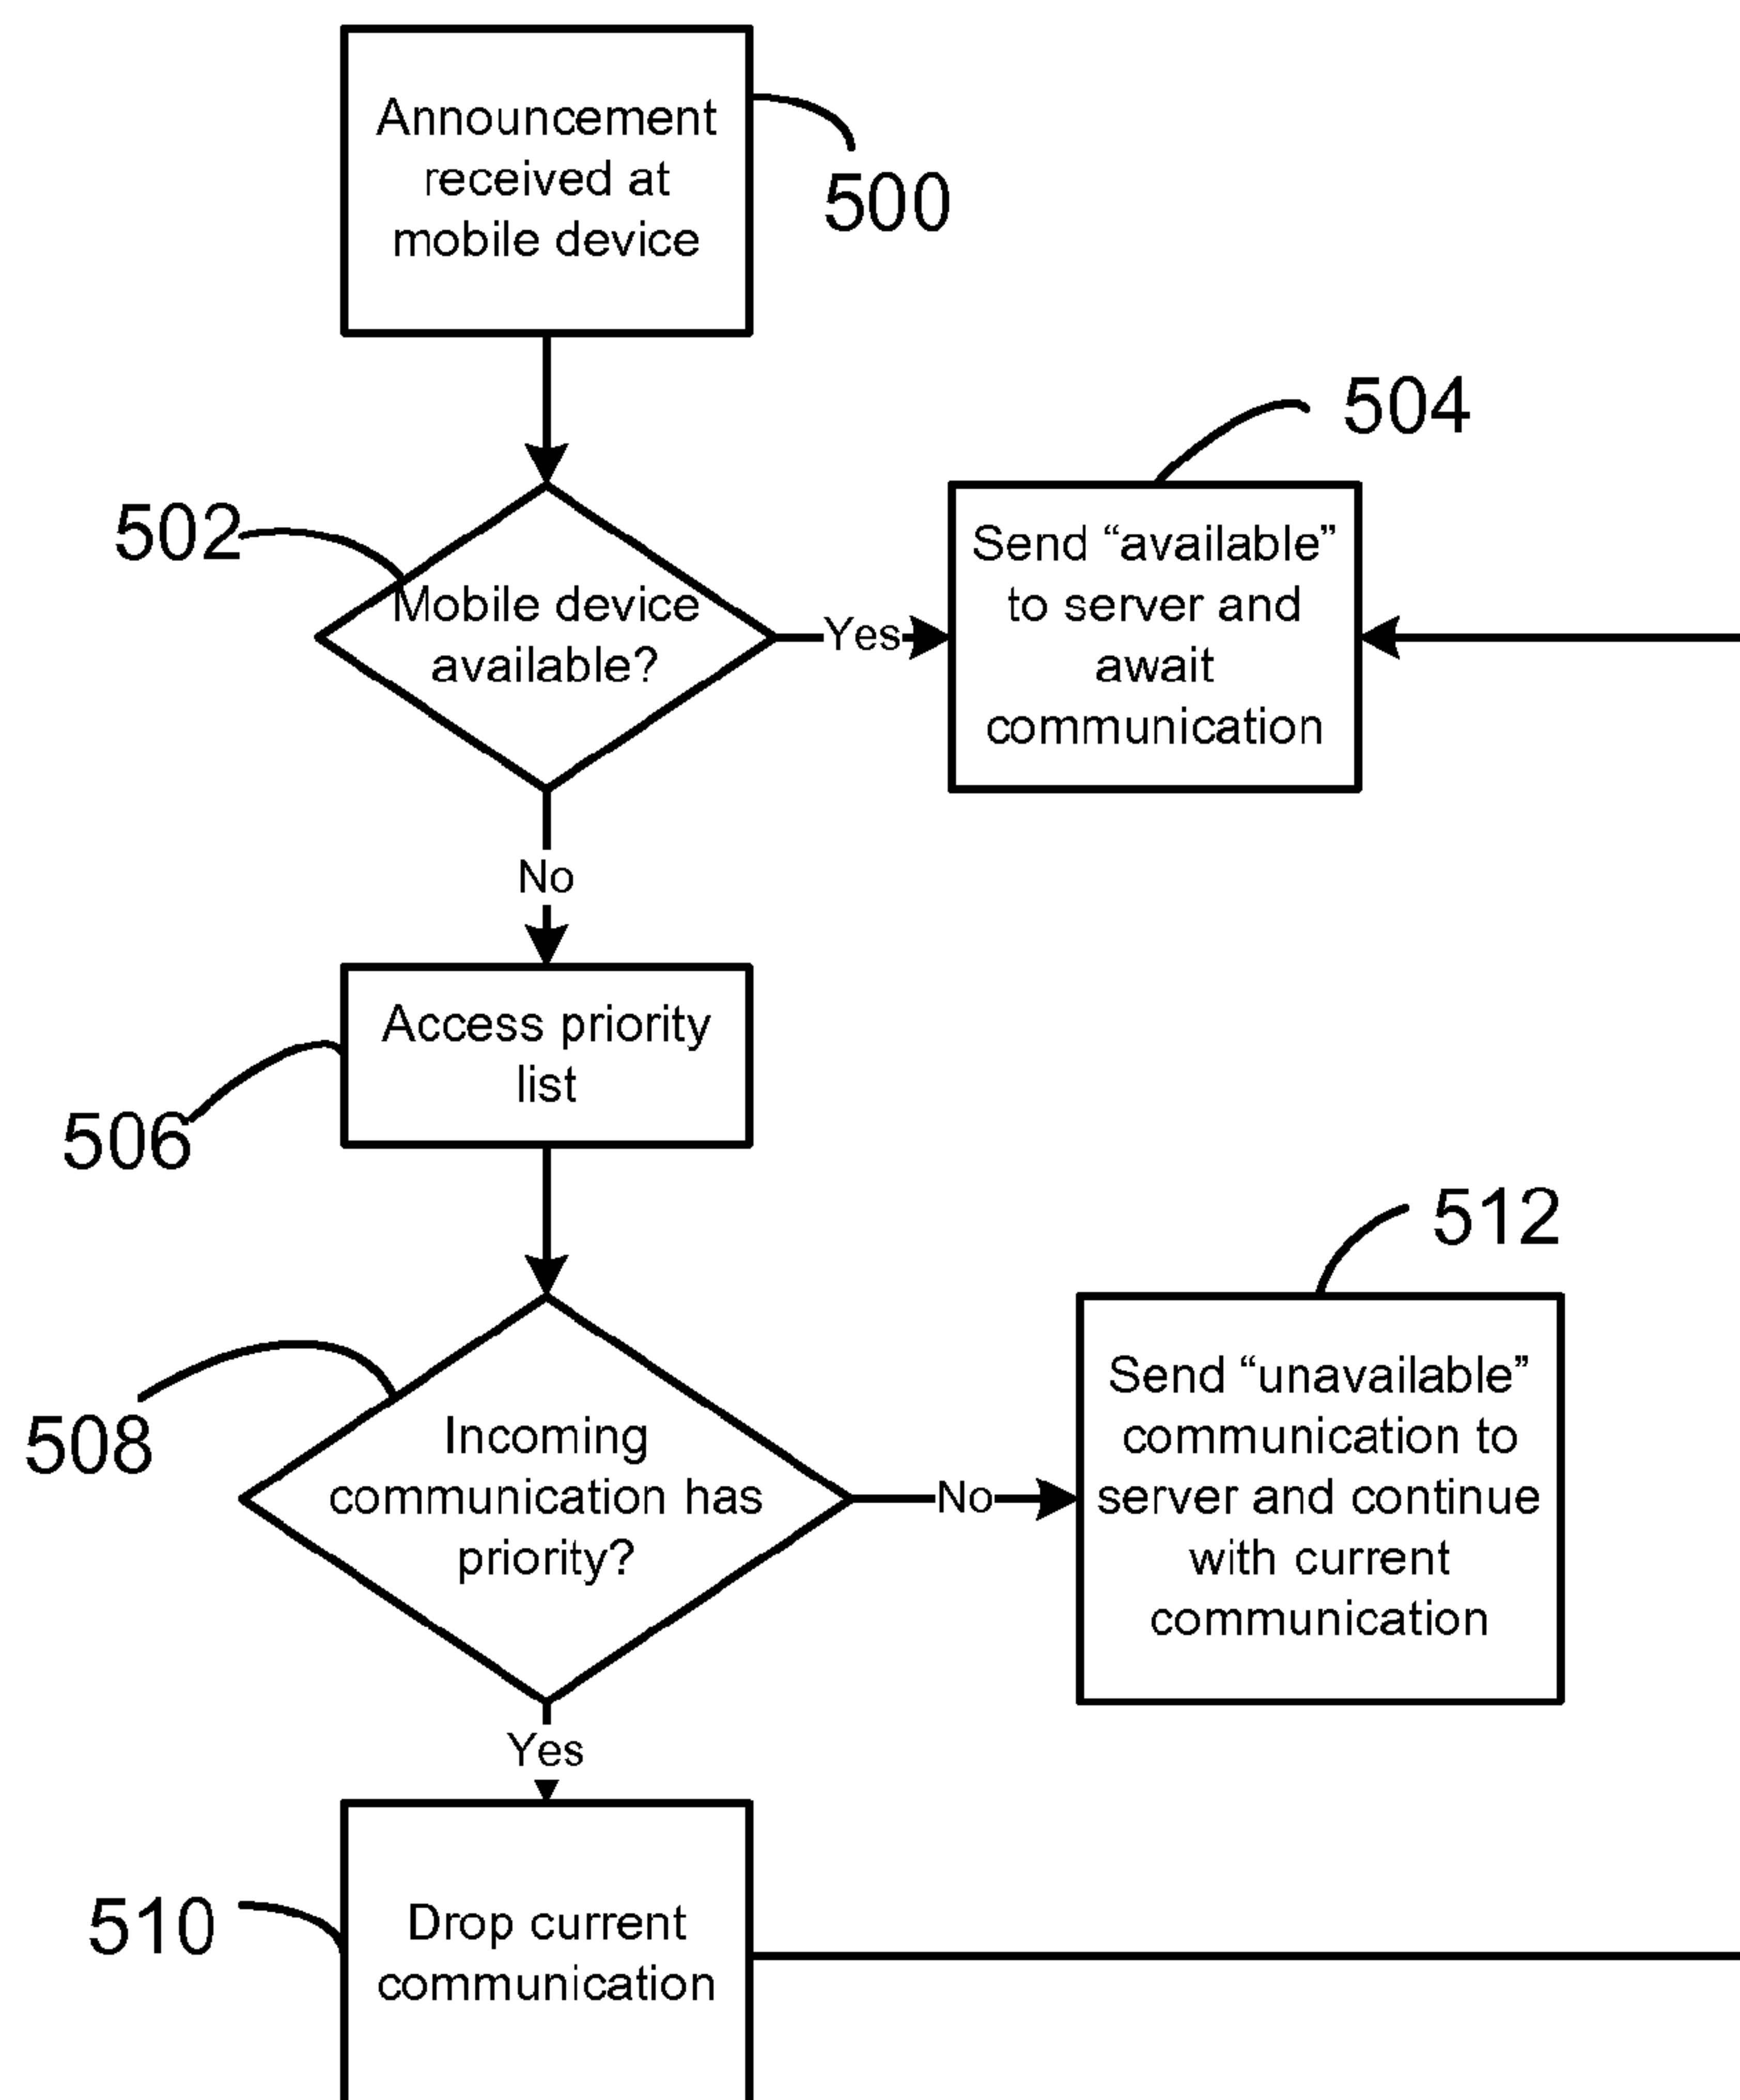 Announcement
received at
mobile device
500
504
502
Mobile device
available?
Yes
Send “available”
to server and
await
communication
No
Access priority
list
506
512
508
Incoming
communication has
priority?
No
Send “unavailable”
communication to
server and continue
with current
communication
Yes
510
Drop current
communication